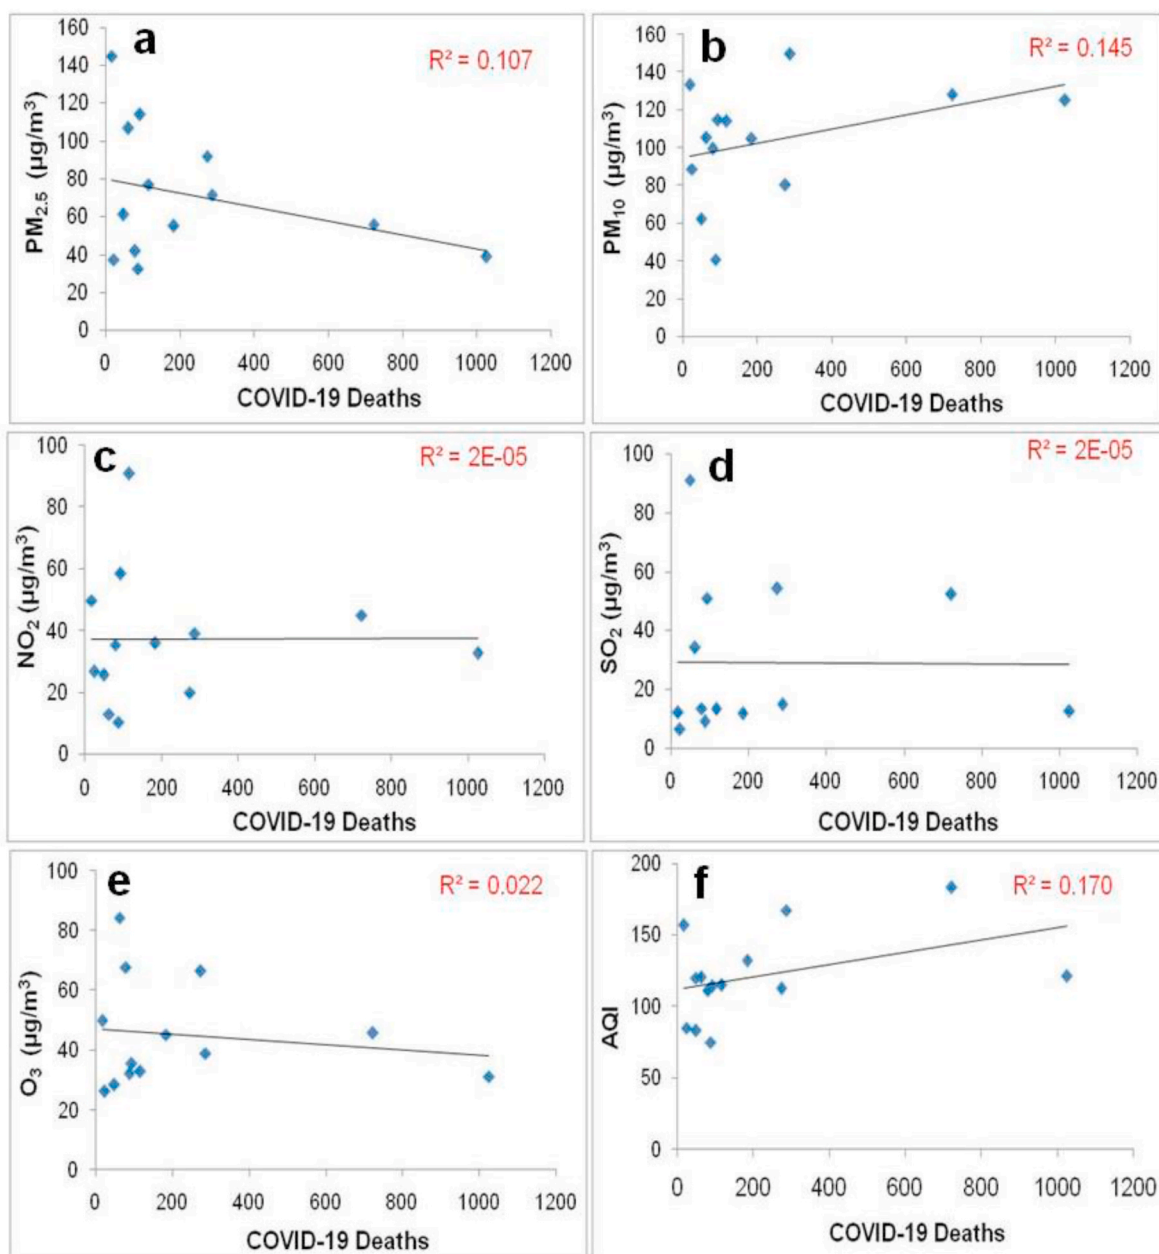 a
R² = 0.107
PM2.5 (µg/m³)
160
140
120
100
80
60
40
20
0
0 200 400 600 800 1000 1200
COVID-19 Deaths
b
R² = 0.145
PM10 (µg/m³)
160
140
120
100
80
60
40
20
0
0 200 400 600 800 1000 1200
COVID-19 Deaths
c
R² = 2E-05
NO2 (µg/m³)
100
80
60
40
20
0
0 200 400 600 800 1000 1200
COVID-19 Deaths
d
R² = 2E-05
SO2 (µg/m³)
100
80
60
40
20
0
0 200 400 600 800 1000 1200
COVID-19 Deaths
e
R² = 0.022
O3 (µg/m³)
100
80
60
40
20
0
0 200 400 600 800 1000 1200
COVID-19 Deaths
f
R² = 0.170
AQI
200
150
100
50
0
0 200 400 600 800 1000 1200
COVID-19 Deaths